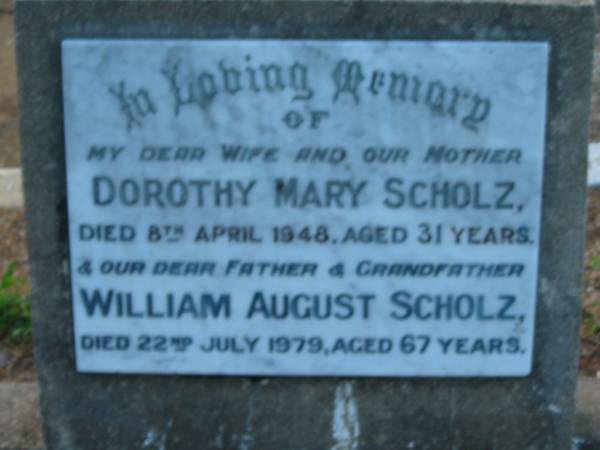 In Loving Memory
OF
MY DEAR WIFE AND OUR MOTHER
DOROTHY MARY SCHOLZ,
DIED 8TH APRIL 1948, AGED 31 YEARS.
& OUR DEAR FATHER & GRANDFATHER
WILLIAM AUGUST SCHOLZ,
DIED 22ND JULY 1979, AGED 67 YEARS.